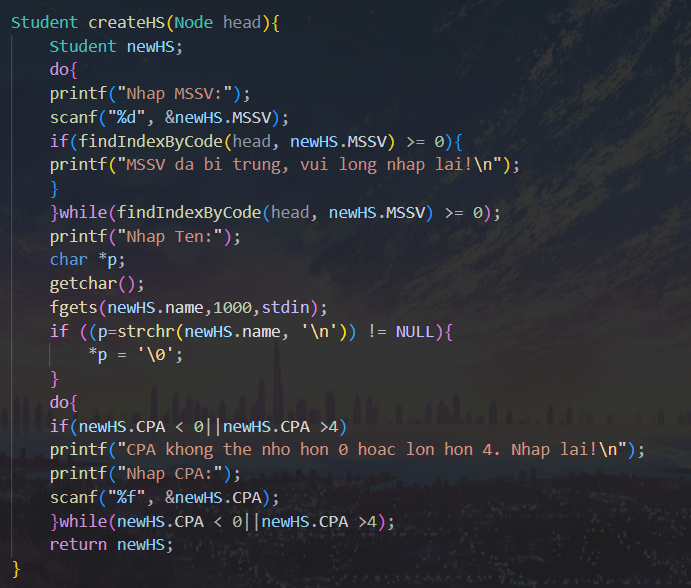 Student createHS(Node head){
    Student newHS;
    do{
    printf("Nhap MSSV:");
    scanf("%d", &newHS.MSSV);
    if(findIndexByCode(head, newHS.MSSV) >= 0){
    printf("MSSV da bi trung, vui long nhap lai!\n");
    }
    }while(findIndexByCode(head, newHS.MSSV) >= 0);
    printf("Nhap Ten:");
    char *p;
    getchar();
    fgets(newHS.name,1000,stdin);
    if ((p=strchr(newHS.name, '\n')) != NULL){
        *p = '\0';
    }
    do{
    if(newHS.CPA < 0||newHS.CPA >4)
    printf("CPA khong the nho hon 0 hoac lon hon 4. Nhap lai!\n");
    printf("Nhap CPA:");
    scanf("%f", &newHS.CPA);
    }while(newHS.CPA < 0||newHS.CPA >4);
    return newHS;
}